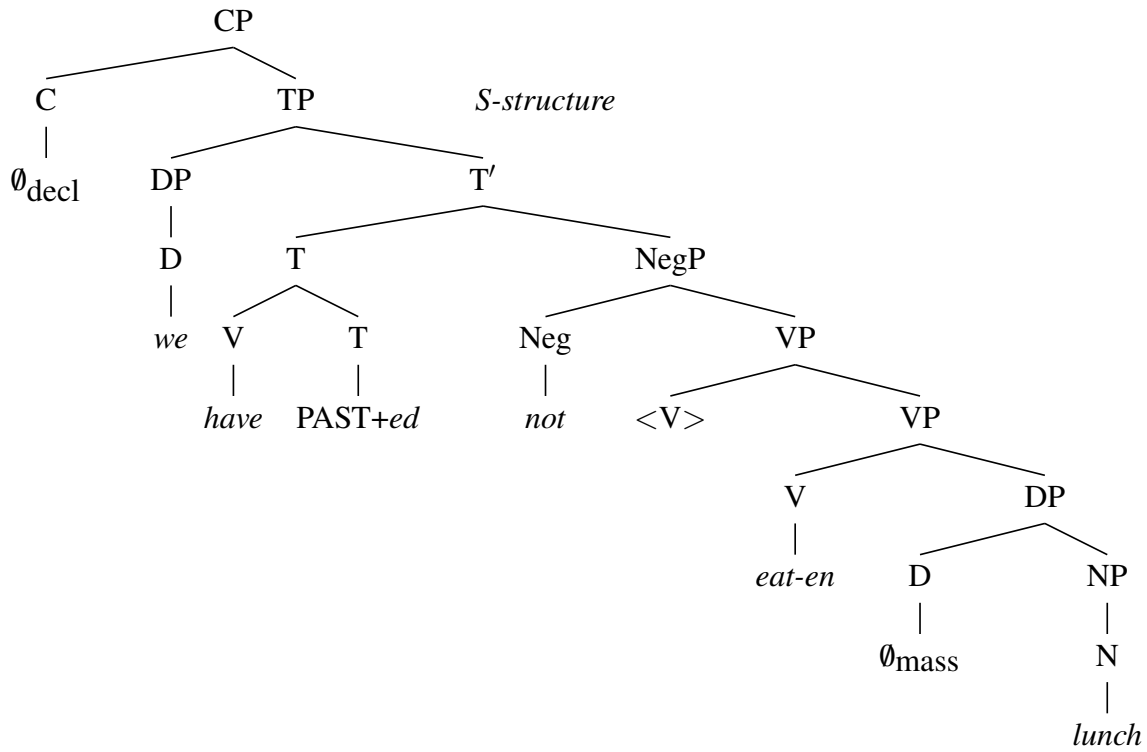 CP
C TP S-structure
∅decl DP T′
D T NegP
we V T Neg VP
have PAST+ed not <V> VP
V DP
eat-en D NP
∅mass N
lunch